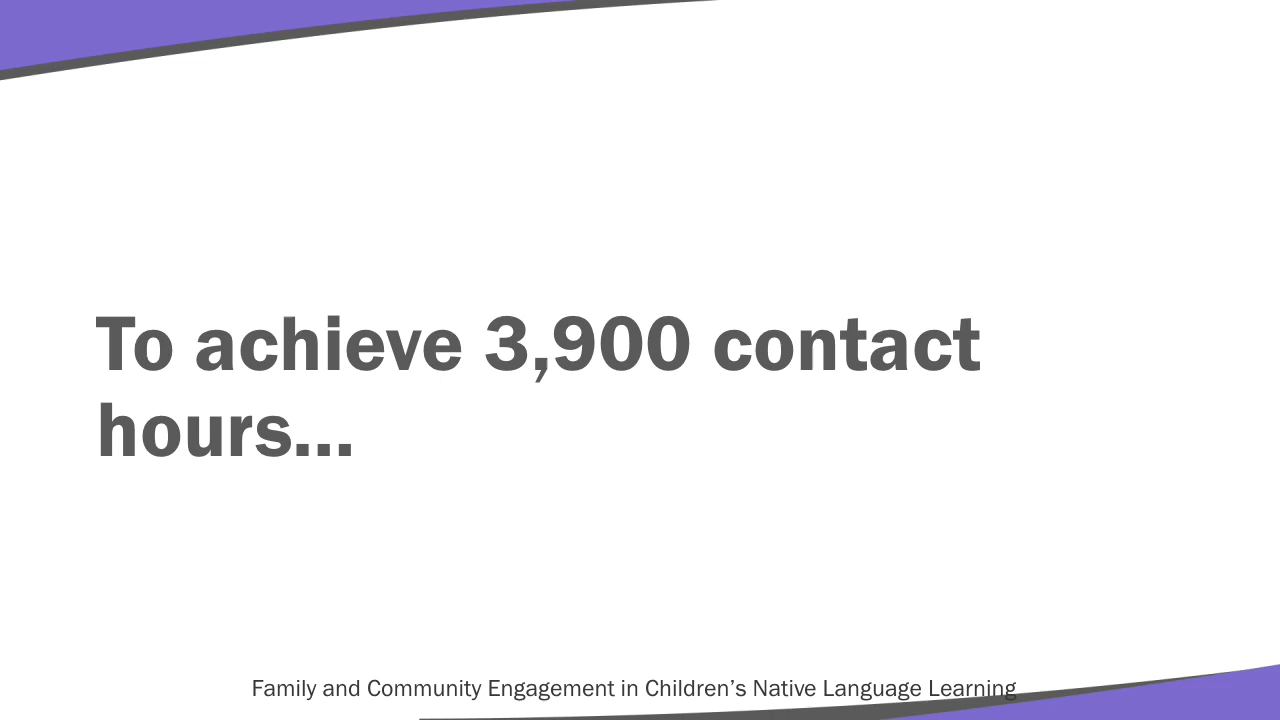 To achieve 3,900 contact
hours...
Family and Community Engagement in Children’s Native Language Learning